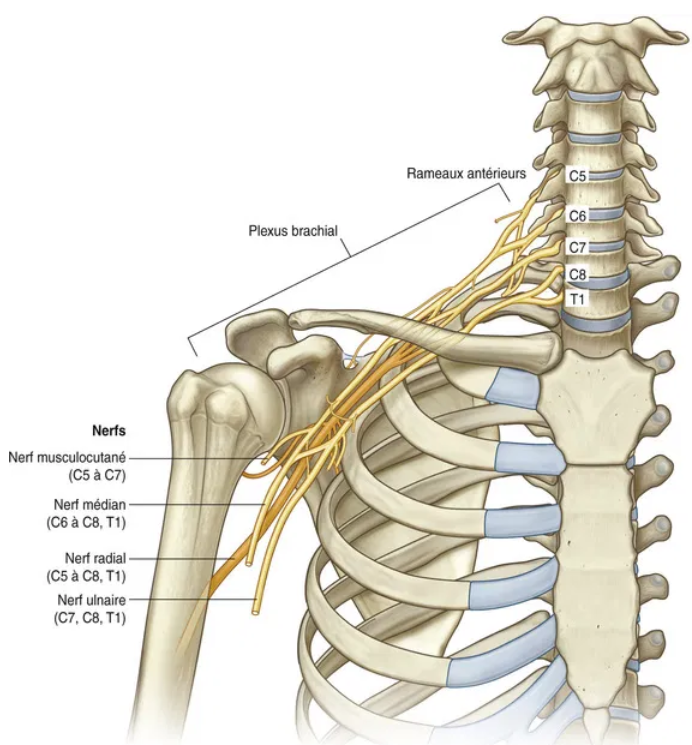 Rameaux antérieurs
C5
C6
Plexus brachial
C7
C8
T1
Nerfs
Nerf musculocutané
(C5 à C7)
Nerf médian
(C6 à C8, T1)
Nerf radial
(C5 à C8, T1)
Nerf ulnaire
(C7, C8, T1)